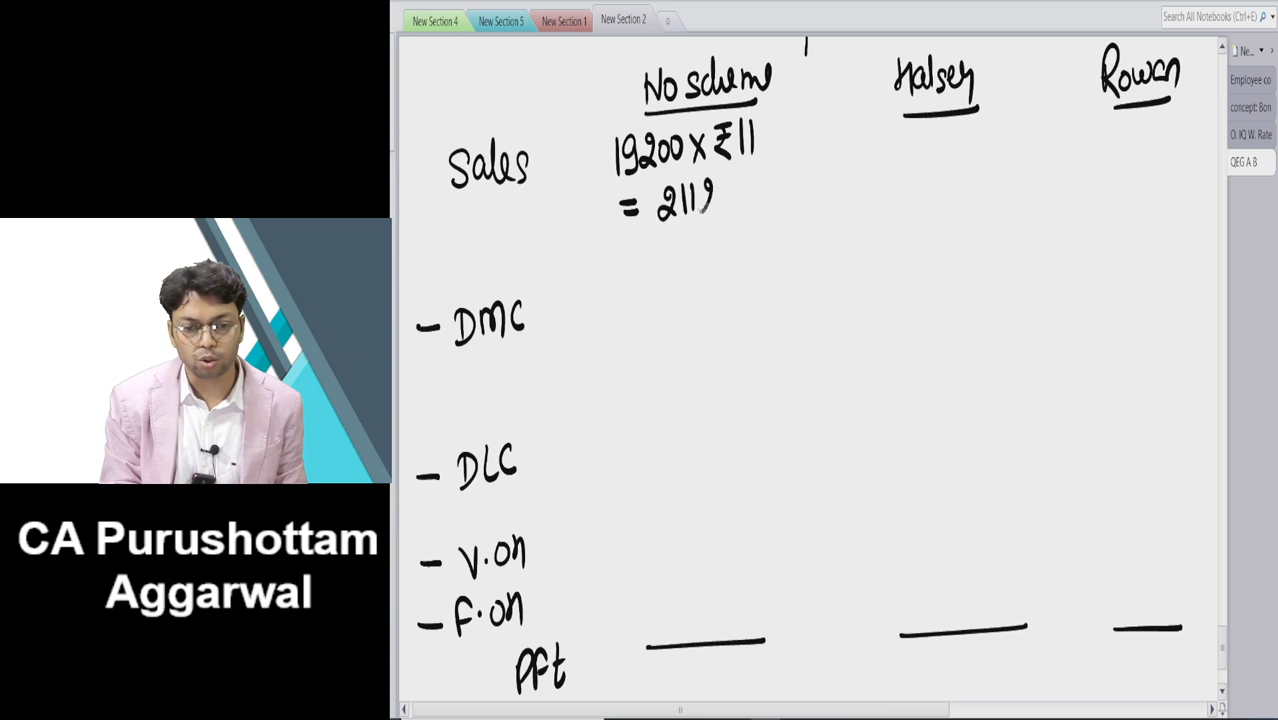 New Section 4 New Section 5 New Section 1 New Section 2
Search All Notebooks (Ctrl+E)
Ne...
Employee co
concept: Bon
O. IQ W. Rate
QEG A B
No scheme Halsey Rowan
Sales 19200 x ₹11
= 2119
- DMC
- DLC
- V.OH
- F.OH
Pft
CA Purushottam
Aggarwal